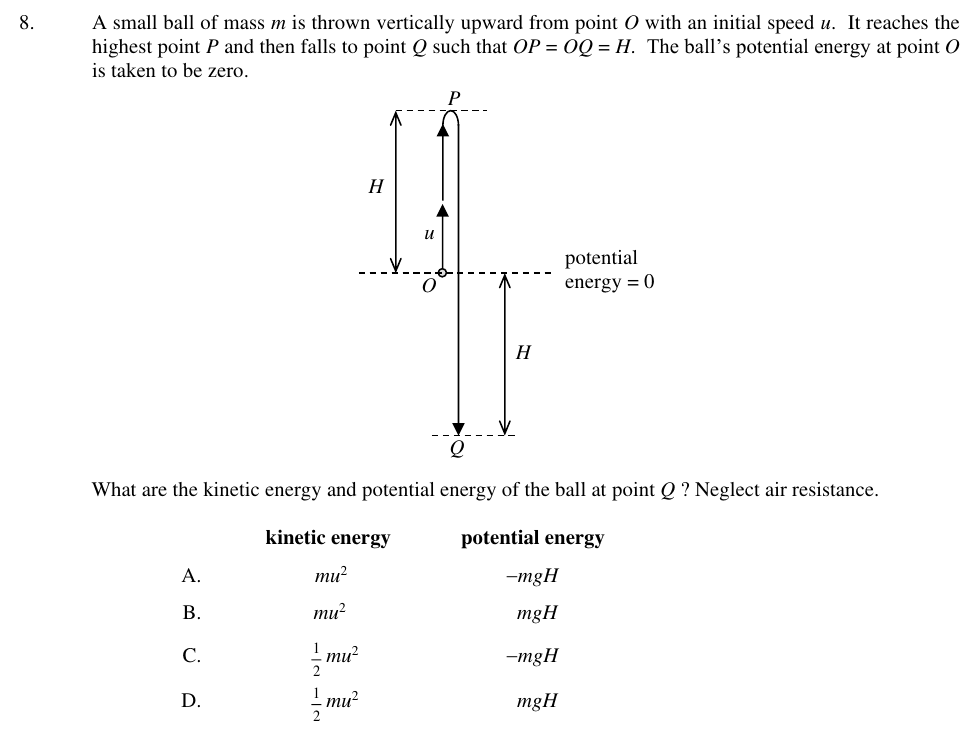 8. A small ball of mass m is thrown vertically upward from point O with an initial speed u. It reaches the
highest point P and then falls to point Q such that OP = OQ = H. The ball's potential energy at point O
is taken to be zero.
P
H
u
potential
energy = 0
O
H
Q
What are the kinetic energy and potential energy of the ball at point Q ? Neglect air resistance.
kinetic energy potential energy
A. mu² –mgH
B. mu² mgH
C. 1/2 mu² –mgH
D. 1/2 mu² mgH